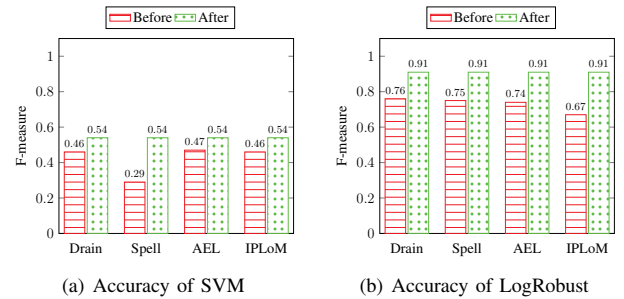 Before After
1
0.8
0.6
0.4
0.2
0
F-measure
0.46 0.54 0.29 0.54 0.47 0.54 0.46 0.54
Drain Spell AEL IPLoM
(a) Accuracy of SVM
Before After
1
0.8
0.6
0.4
0.2
0
F-measure
0.76 0.91 0.75 0.91 0.74 0.91 0.67 0.91
Drain Spell AEL IPLoM
(b) Accuracy of LogRobust